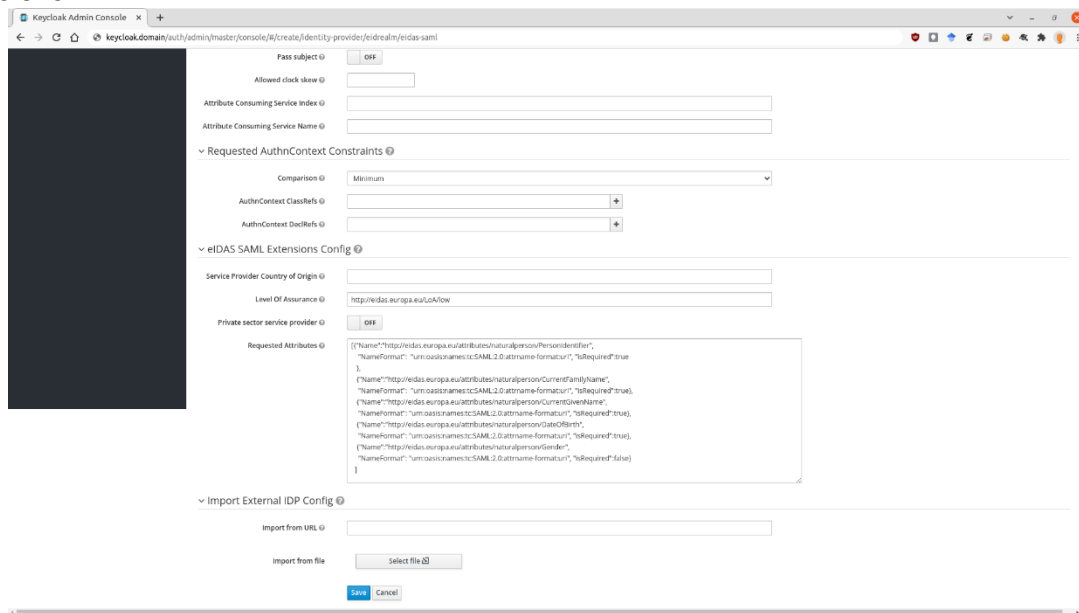 Keycloak Admin Console
keycloak.domain/auth/admin/master/console/#/create/identity-provider/eidrealm/eidas-saml
Pass subject OFF
Allowed clock skew
Attribute Consuming Service Index
Attribute Consuming Service Name
Requested AuthnContext Constraints
Comparison Minimum
AuthnContext ClassRefs +
AuthnContext DeclRefs +
eIDAS SAML Extensions Config
Service Provider Country of Origin
Level Of Assurance http://eidas.europa.eu/LoA/low
Private sector service provider OFF
Requested Attributes [{"Name":"http://eidas.europa.eu/attributes/naturalperson/PersonIdentifier",
"NameFormat": "urn:oasis:names:tc:SAML:2.0:attrname-format:uri", "isRequired":true
},
{"Name":"http://eidas.europa.eu/attributes/naturalperson/CurrentFamilyName",
"NameFormat": "urn:oasis:names:tc:SAML:2.0:attrname-format:uri", "isRequired":true},
{"Name":"http://eidas.europa.eu/attributes/naturalperson/CurrentGivenName",
"NameFormat": "urn:oasis:names:tc:SAML:2.0:attrname-format:uri", "isRequired":true},
{"Name":"http://eidas.europa.eu/attributes/naturalperson/DateOfBirth",
"NameFormat": "urn:oasis:names:tc:SAML:2.0:attrname-format:uri", "isRequired":true},
{"Name":"http://eidas.europa.eu/attributes/naturalperson/Gender",
"NameFormat": "urn:oasis:names:tc:SAML:2.0:attrname-format:uri", "isRequired":false}
]
Import External IDP Config
Import from URL
Import from file Select file
Save Cancel